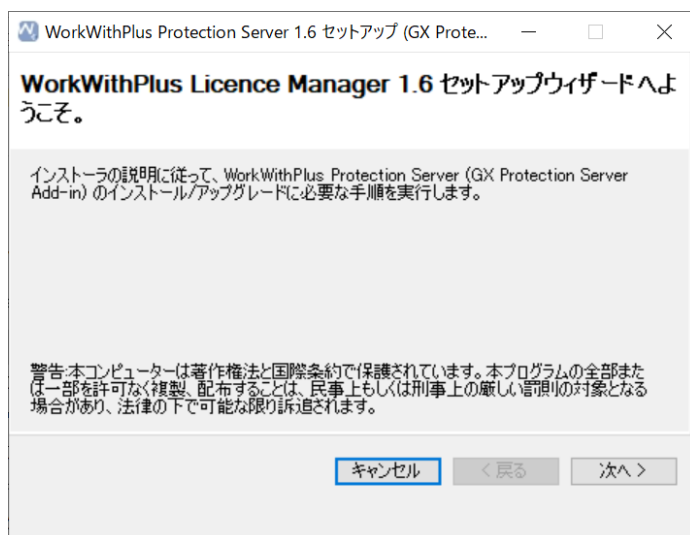 WorkWithPlus Protection Server 1.6 セットアップ (GX Prote...
WorkWithPlus Licence Manager 1.6 セットアップウィザードへよ
うこそ。
インストーラの説明に従って、WorkWithPlus Protection Server (GX Protection Server
Add-in) のインストール/アップグレードに必要な手順を実行します。
警告:本コンピューターは著作権法と国際条約で保護されています。本プログラムの全部また
は一部を許可なく複製、配布することは、民事上もしくは刑事上の厳しい罰則の対象となる
場合があり、法律の下で可能な限り訴追されます。
キャンセル < 戻る 次へ >